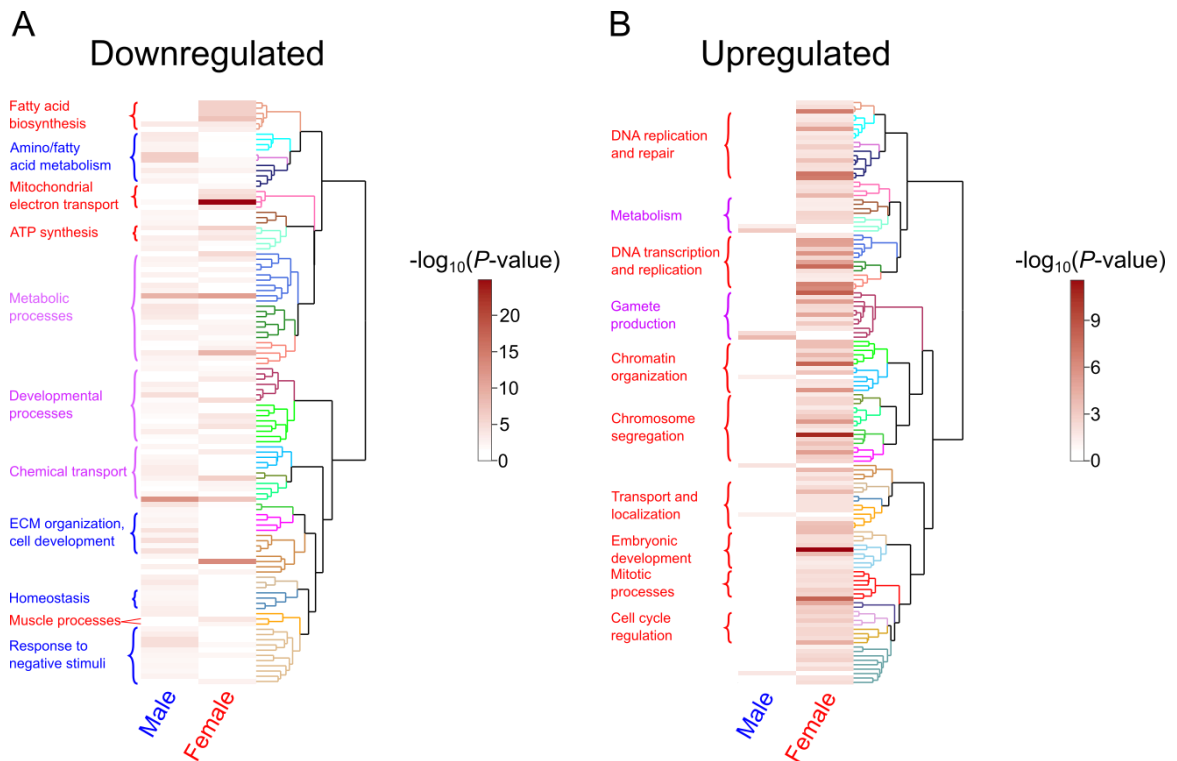 A
Downregulated
Fatty acid
biosynthesis
Amino/fatty
acid metabolism
Mitochondrial
electron transport
ATP synthesis
Metabolic
processes
Developmental
processes
Chemical transport
ECM organization,
cell development
Homeostasis
Muscle processes
Response to
negative stimuli
Male
Female
-log10(P-value)
20
15
10
5
0
B
Upregulated
DNA replication
and repair
Metabolism
DNA transcription
and replication
Gamete
production
Chromatin
organization
Chromosome
segregation
Transport and
localization
Embryonic
development
Mitotic
processes
Cell cycle
regulation
Male
Female
-log10(P-value)
9
6
3
0